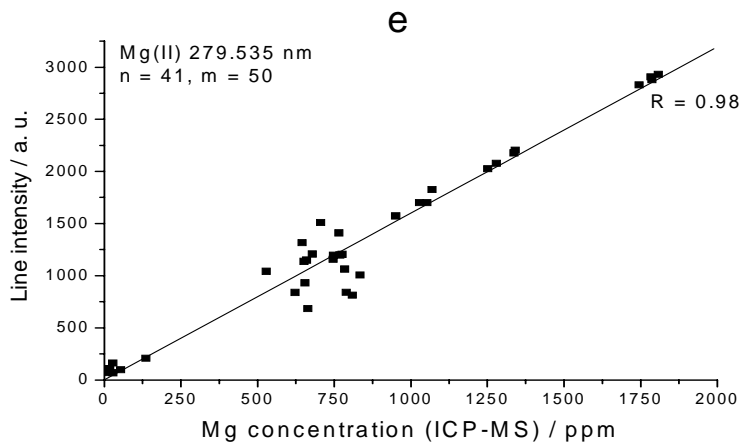 e
Mg(II) 279.535 nm
n = 41, m = 50
R = 0.98
Line intensity / a. u.
3000
2500
2000
1500
1000
500
0
0 250 500 750 1000 1250 1500 1750 2000
Mg concentration (ICP-MS) / ppm